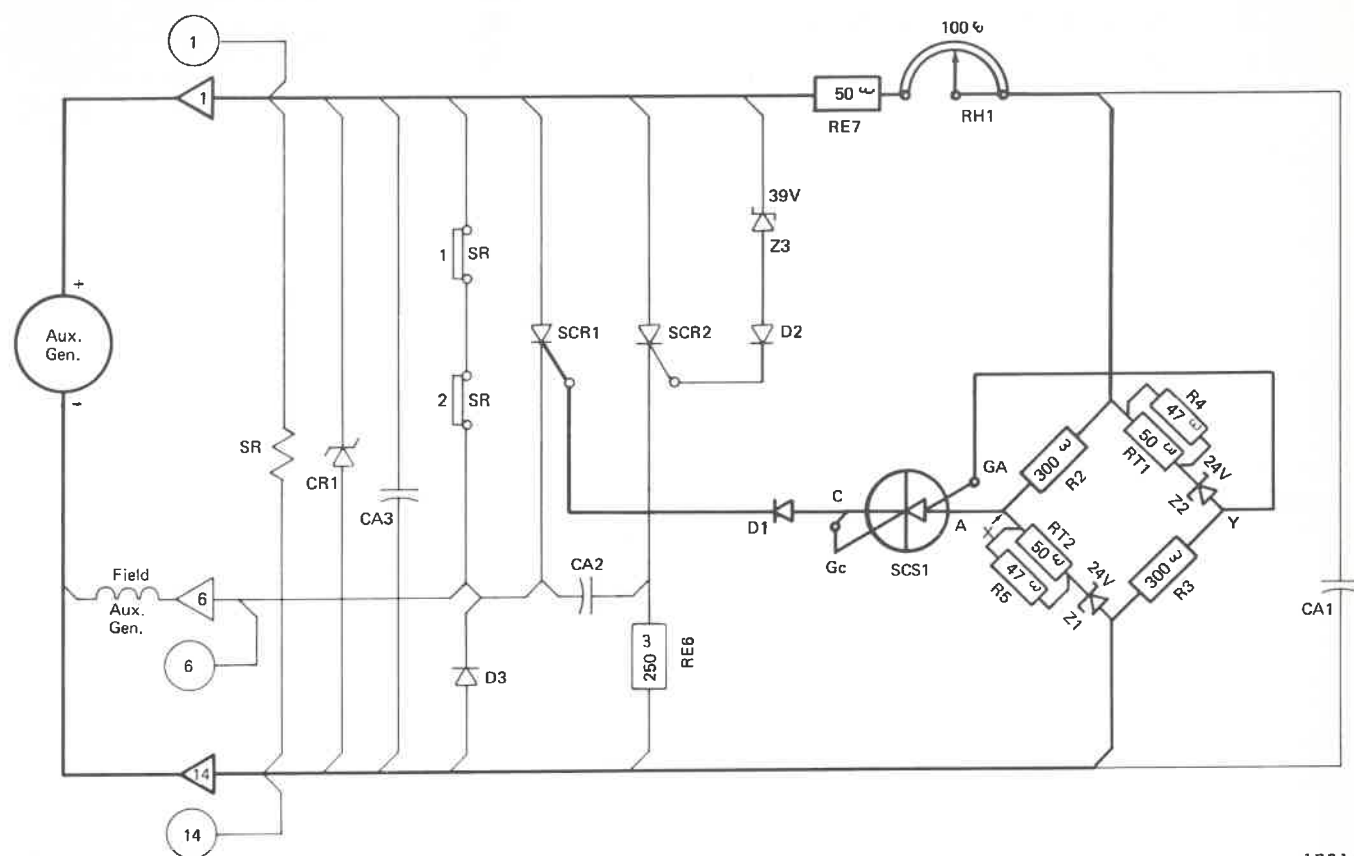 1
100 ε
1
50 ε
RE7
RH1
39V
Z3
1 SR
+
Aux.
Gen.
-
SCR1
SCR2
D2
2 SR
R4
47 ω
50 ω
RT1
24V
Z2
SR
CR1
CA3
GA
300 ω
R2
C
A
Y
D1
X
RT2
50 ω
Gc
SCS1
47 ω
R5
24V
Z1
300 ω
R3
CA2
Field
Aux.
Gen.
6
CA1
6
D3
250 3
RE6
14
14